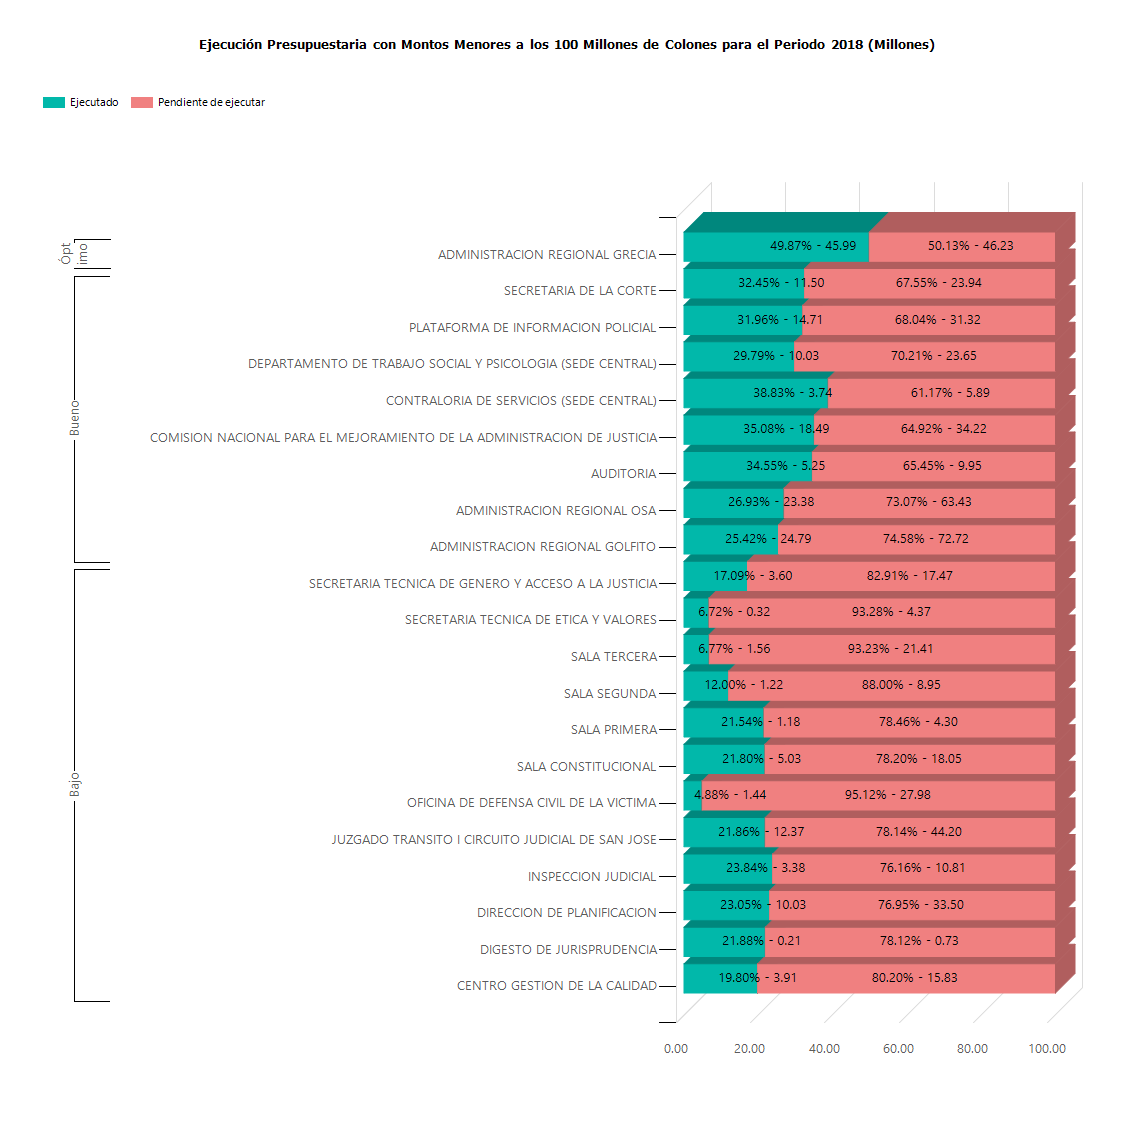 Ejecución Presupuestaria con Montos Menores a los 100 Millones de Colones para el Periodo 2018 (Millones)
Ejecutado Pendiente de ejecutar
Ópt
imo
ADMINISTRACION REGIONAL GRECIA 49.87% - 45.99 50.13% - 46.23
Bueno
SECRETARIA DE LA CORTE 32.45% - 11.50 67.55% - 23.94
PLATAFORMA DE INFORMACION POLICIAL 31.96% - 14.71 68.04% - 31.32
DEPARTAMENTO DE TRABAJO SOCIAL Y PSICOLOGIA (SEDE CENTRAL) 29.79% - 10.03 70.21% - 23.65
CONTRALORIA DE SERVICIOS (SEDE CENTRAL) 38.83% - 3.74 61.17% - 5.89
COMISION NACIONAL PARA EL MEJORAMIENTO DE LA ADMINISTRACION DE JUSTICIA 35.08% - 18.49 64.92% - 34.22
AUDITORIA 34.55% - 5.25 65.45% - 9.95
ADMINISTRACION REGIONAL OSA 26.93% - 23.38 73.07% - 63.43
ADMINISTRACION REGIONAL GOLFITO 25.42% - 24.79 74.58% - 72.72
Bajo
SECRETARIA TECNICA DE GENERO Y ACCESO A LA JUSTICIA 17.09% - 3.60 82.91% - 17.47
SECRETARIA TECNICA DE ETICA Y VALORES 6.72% - 0.32 93.28% - 4.37
SALA TERCERA 6.77% - 1.56 93.23% - 21.41
SALA SEGUNDA 12.00% - 1.22 88.00% - 8.95
SALA PRIMERA 21.54% - 1.18 78.46% - 4.30
SALA CONSTITUCIONAL 21.80% - 5.03 78.20% - 18.05
OFICINA DE DEFENSA CIVIL DE LA VICTIMA 4.88% - 1.44 95.12% - 27.98
JUZGADO TRANSITO I CIRCUITO JUDICIAL DE SAN JOSE 21.86% - 12.37 78.14% - 44.20
INSPECCION JUDICIAL 23.84% - 3.38 76.16% - 10.81
DIRECCION DE PLANIFICACION 23.05% - 10.03 76.95% - 33.50
DIGESTO DE JURISPRUDENCIA 21.88% - 0.21 78.12% - 0.73
CENTRO GESTION DE LA CALIDAD 19.80% - 3.91 80.20% - 15.83
0.00 20.00 40.00 60.00 80.00 100.00